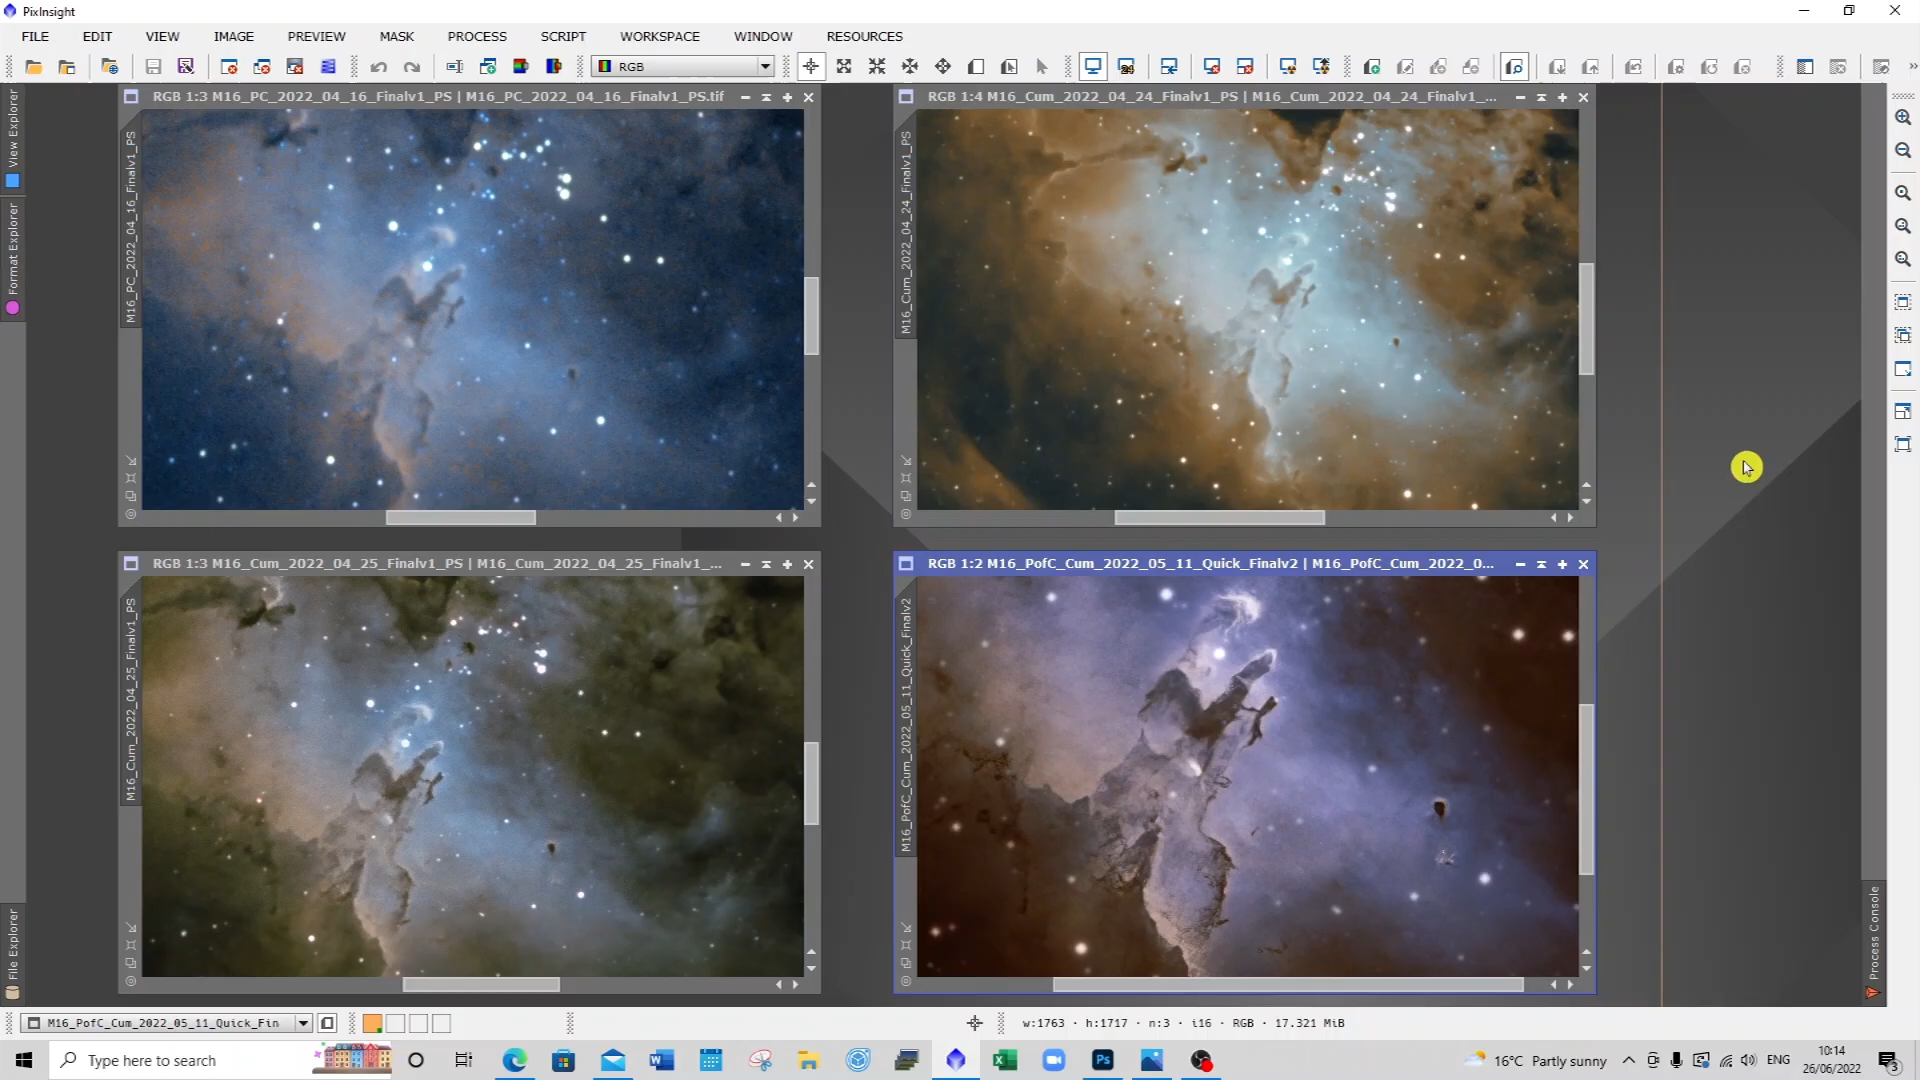 PixInsight
FILE EDIT VIEW IMAGE PREVIEW MASK PROCESS SCRIPT WORKSPACE WINDOW RESOURCES
RGB
View Explorer
Format Explorer
File Explorer
RGB 1:3 M16_PC_2022_04_16_Finalv1_PS | M16_PC_2022_04_16_Finalv1_PS.tif
M16_PC_2022_04_16_Finalv1_PS
RGB 1:4 M16_Cum_2022_04_24_Finalv1_PS | M16_Cum_2022_04_24_Finalv1_...
M16_Cum_2022_04_24_Finalv1_PS
RGB 1:3 M16_Cum_2022_04_25_Finalv1_PS | M16_Cum_2022_04_25_Finalv1_...
M16_Cum_2022_04_25_Finalv1_PS
RGB 1:2 M16_PofC_Cum_2022_05_11_Quick_Finalv2 | M16_PofC_Cum_2022_0...
M16_PofC_Cum_2022_05_11_Quick_Finalv2
Process Console
M16_PofC_Cum_2022_05_11_Quick_Fin
w:1763 · h:1717 · n:3 · i16 · RGB · 17.321 MiB
Type here to search
16°C Partly sunny
ENG
10:14
26/06/2022
3